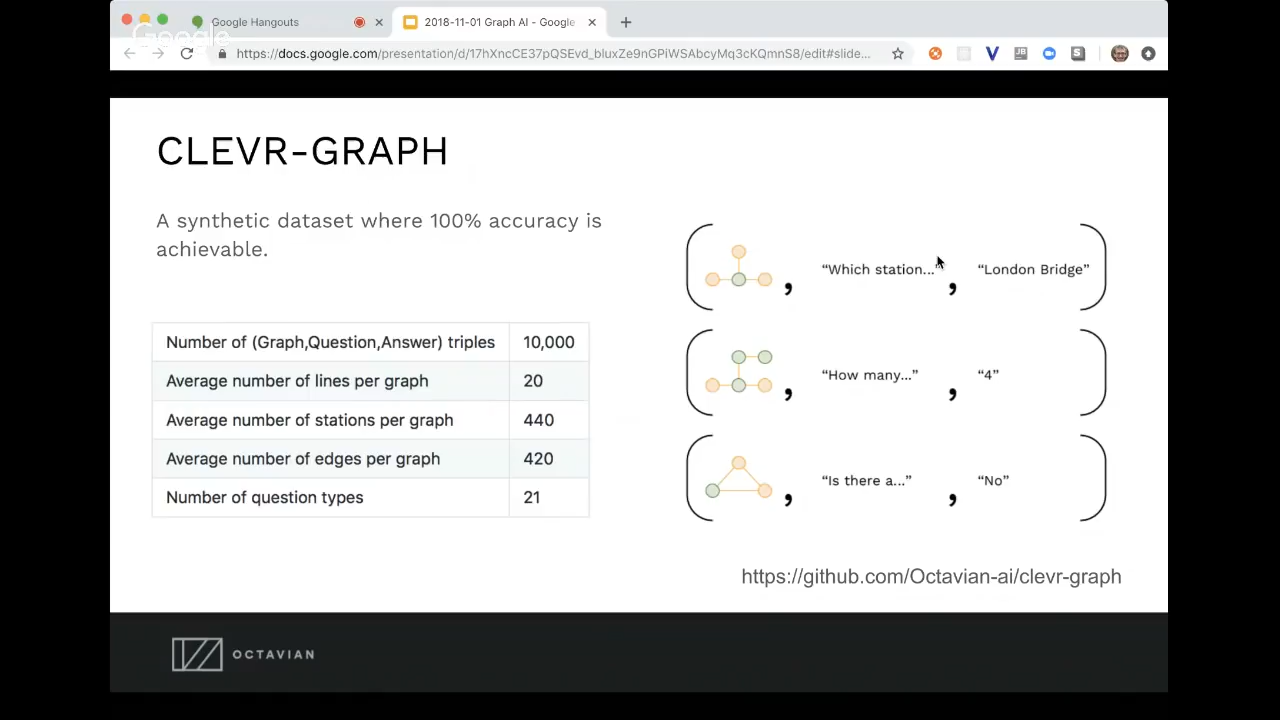 Google Hangouts
2018-11-01 Graph AI - Google
Google
https://docs.google.com/presentation/d/17hXncCE37pQSEvd_bluxZe9nGPiWSAbcyMq3cKQmnS8/edit#slide...
V
JB
S
CLEVR-GRAPH
A synthetic dataset where 100% accuracy is
achievable.
Number of (Graph,Question,Answer) triples 10,000
Average number of lines per graph 20
Average number of stations per graph 440
Average number of edges per graph 420
Number of question types 21
, “Which station...” , “London Bridge”
, “How many...” , “4”
, “Is there a...” , “No”
https://github.com/Octavian-ai/clevr-graph
OCTAVIAN